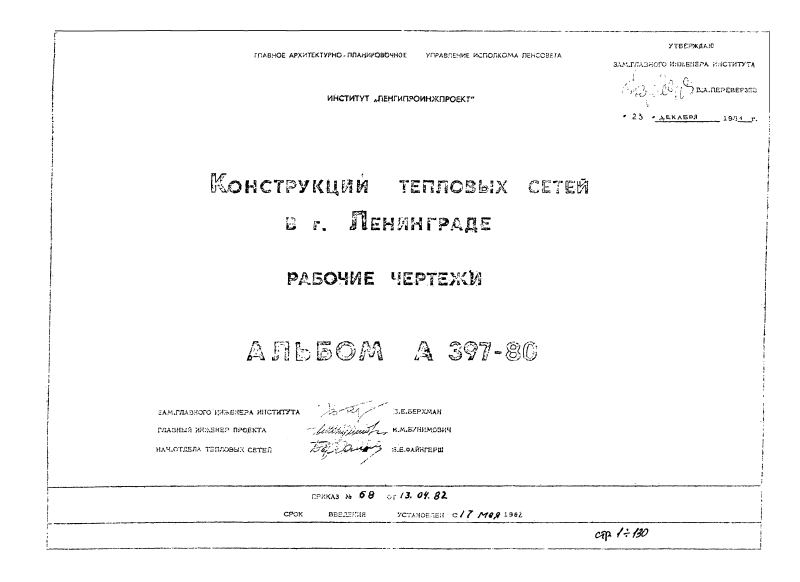 УТВЕРЖДАЮ
ГЛАВНОЕ АРХИТЕКТУРНО-ПЛАНИРОВОЧНОЕ УПРАВЛЕНИЕ ИСПОЛКОМА ЛЕНСОВЕТА
ЗАМ.ГЛАВНОГО ИНЖЕНЕРА ИНСТИТУТА
В.А.ПЕРЕВЕРЗЕВ
ИНСТИТУТ „ЛЕНГИПРОИНЖПРОЕКТ"
" 23 " ДЕКАБРЯ г.
КОНСТРУКЦИЙ ТЕПЛОВЫХ СЕТЕЙ
В г. ЛЕНИНГРАДЕ
РАБОЧИЕ ЧЕРТЕЖИ
АЛЬБОМ А 397-80
ЗАМ.ГЛАВНОГО ИНЖЕНЕРА ИНСТИТУТА З.Е.БЕРХМАН
ГЛАВНЫЙ ИНЖЕНЕР ПРОЕКТА И.М.БУНИМОВИЧ
НАЧ.ОТДЕЛА ТЕПЛОВЫХ СЕТЕЙ В.Б.ФАЙНГЕРШ
ПРИКАЗ № 68 от 13.04.82
СРОК ВВЕДЕНИЯ УСТАНОВЛЕН С 17 МАЯ 1982
стр. 1÷130